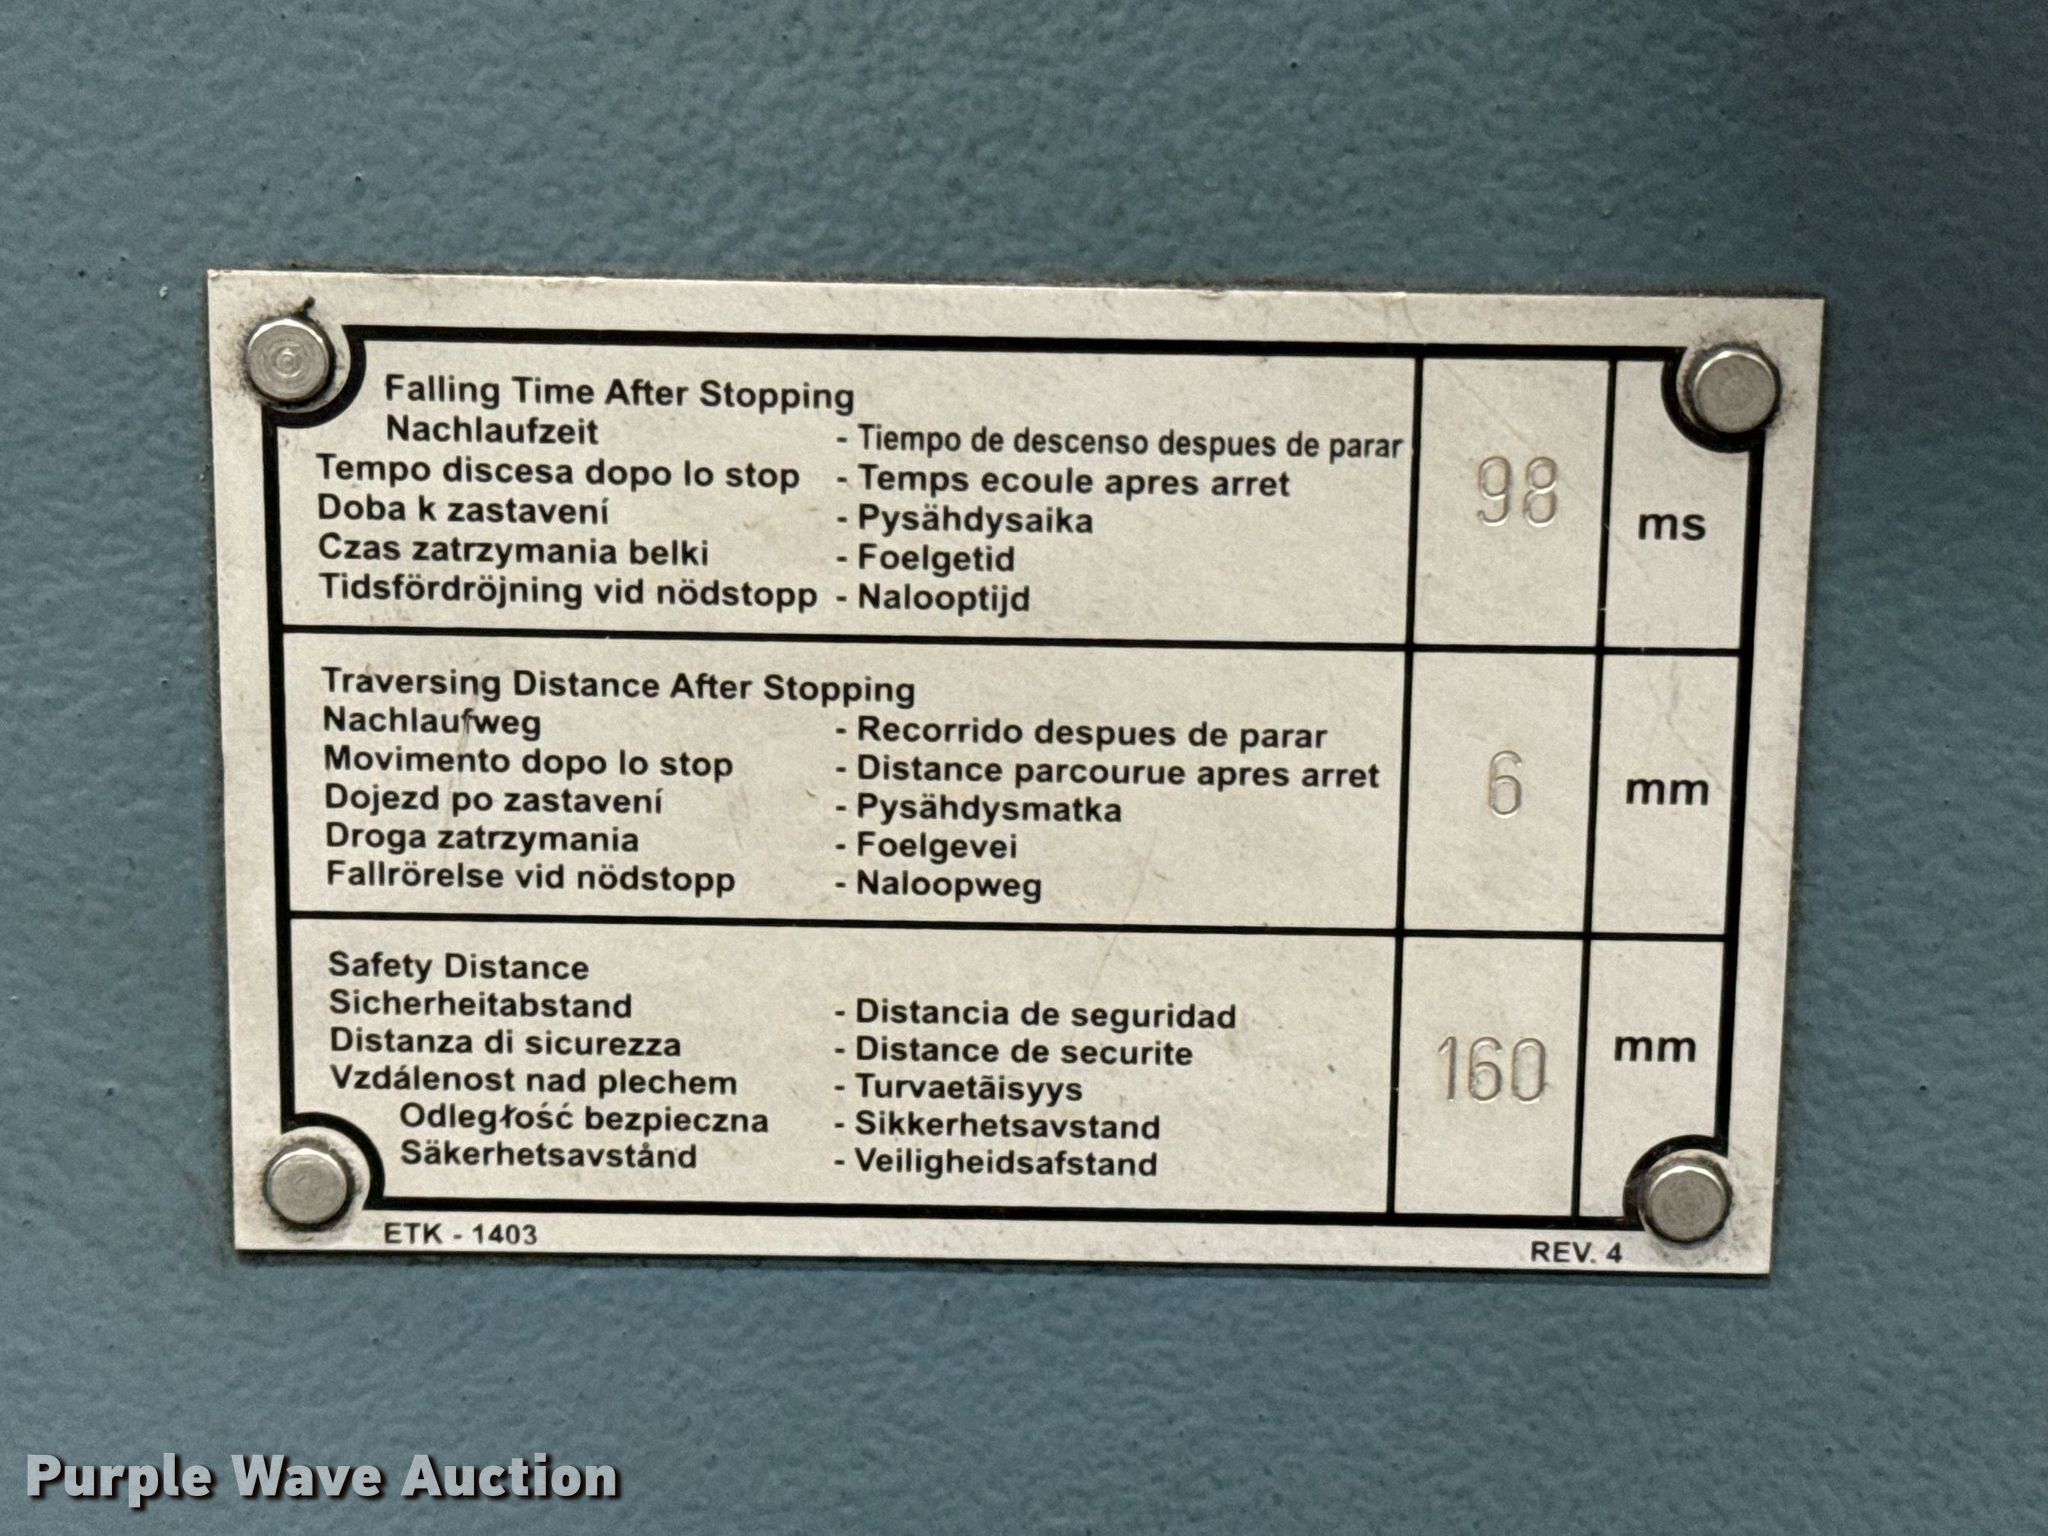 Falling Time After Stopping
Nachlaufzeit - Tiempo de descenso despues de parar
Tempo discesa dopo lo stop - Temps ecoule apres arret
Doba k zastavení - Pysähdysaika
Czas zatrzymania belki - Foelgetid
Tidsfördröjning vid nödstopp - Nalooptijd
98 ms
Traversing Distance After Stopping
Nachlaufweg - Recorrido despues de parar
Movimento dopo lo stop - Distance parcourue apres arret
Dojezd po zastavení - Pysähdysmatka
Droga zatrzymania - Foelgevei
Fallrörelse vid nödstopp - Naloopweg
6 mm
Safety Distance
Sicherheitabstand - Distancia de seguridad
Distanza di sicurezza - Distance de securite
Vzdálenost nad plechem - Turvaetäisyys
Odległość bezpieczna - Sikkerhetsavstand
Säkerhetsavstånd - Veiligheidsafstand
160 mm
ETK - 1403
REV. 4
Purple Wave Auction